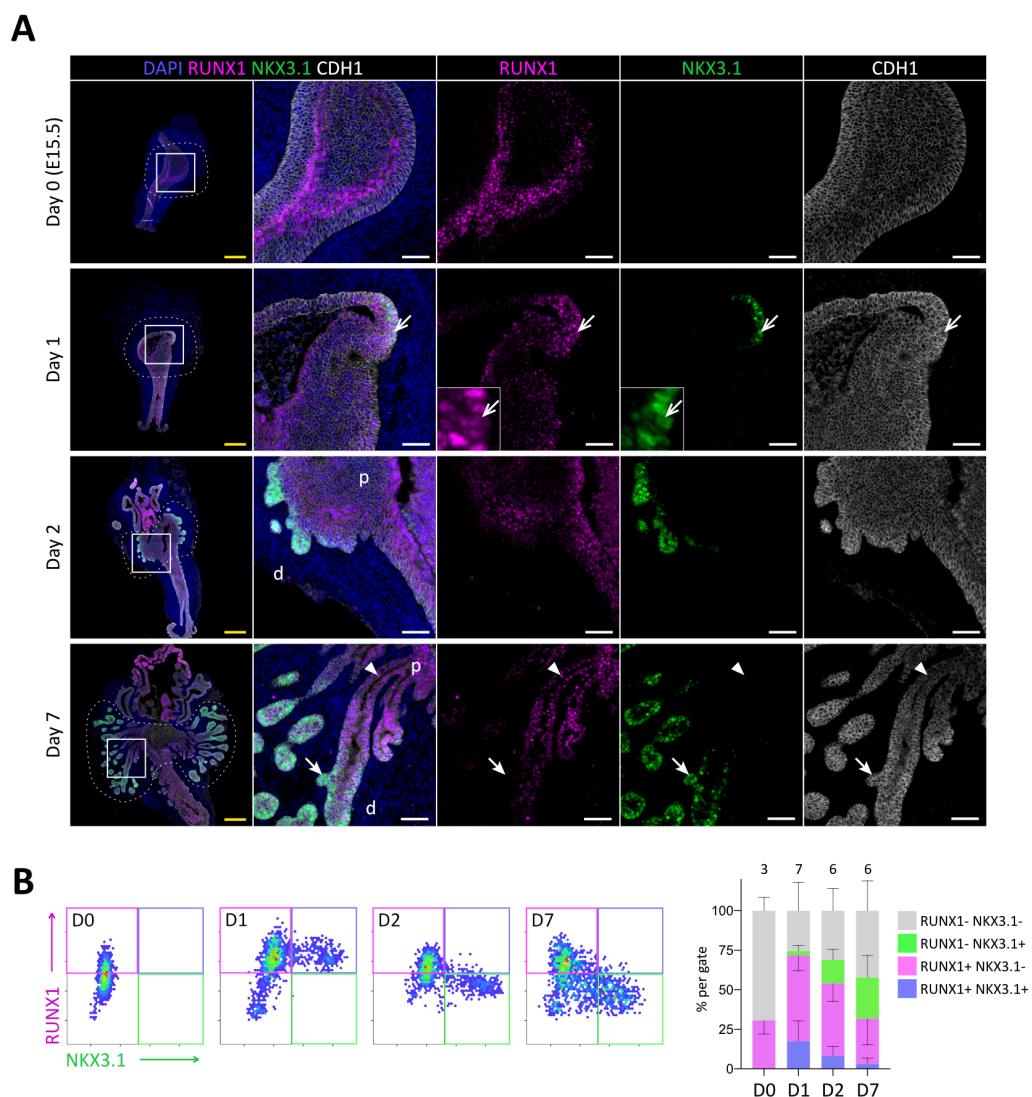 A
DAPI RUNX1 NKX3.1 CDH1
RUNX1
NKX3.1
CDH1
Day 0 (E15.5)
Day 1
Day 2
p
d
Day 7
p
d
B
RUNX1
D0
D1
D2
D7
NKX3.1
% per gate
100
75
50
25
0
3
7
6
6
D0
D1
D2
D7
RUNX1- NKX3.1-
RUNX1- NKX3.1+
RUNX1+ NKX3.1-
RUNX1+ NKX3.1+